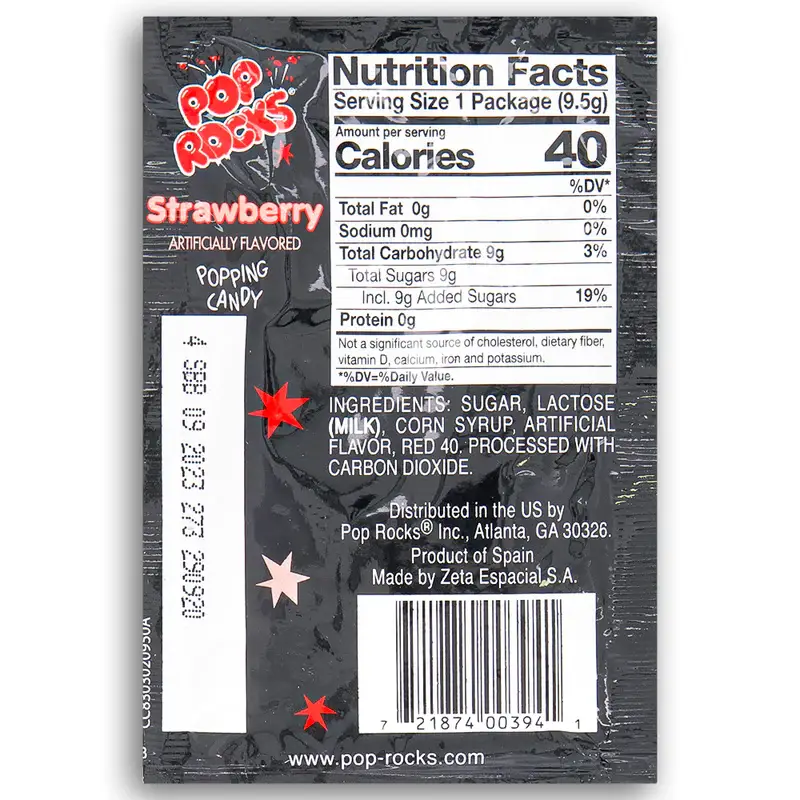 POP
ROCKS®
Strawberry
ARTIFICIALLY FLAVORED
POPPING
CANDY
Nutrition Facts
Serving Size 1 Package (9.5g)
Amount per serving
Calories 40
%DV*
Total Fat 0g 0%
Sodium 0mg 0%
Total Carbohydrate 9g 3%
Total Sugars 9g
Incl. 9g Added Sugars 19%
Protein 0g
Not a significant source of cholesterol, dietary fiber,
vitamin D, calcium, iron and potassium.
*%DV=%Daily Value.
INGREDIENTS: SUGAR, LACTOSE
(MILK), CORN SYRUP, ARTIFICIAL
FLAVOR, RED 40. PROCESSED WITH
CARBON DIOXIDE.
Distributed in the US by
Pop Rocks® Inc., Atlanta, GA 30326.
Product of Spain
Made by Zeta Espacial S.A.
09 2023 273 290920
7 21874 00394 1
www.pop-rocks.com